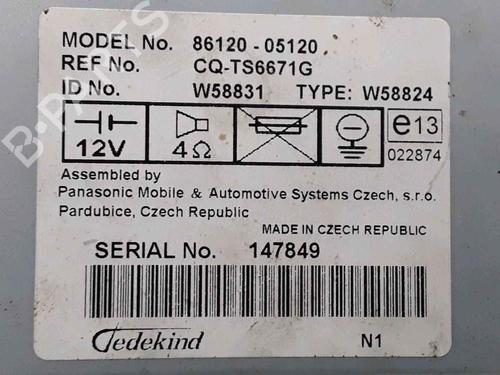 MODEL No. 86120 - 05120
REF No. CQ-TS6671G
ID No. W58831 TYPE: W58824
12V 4Ω e13
022874
Assembled by
Panasonic Mobile & Automotive Systems Czech, s.r.o.
Pardubice, Czech Republic
MADE IN CZECH REPUBLIC
SERIAL No. 147849
Gedekind N1
B-PARTS